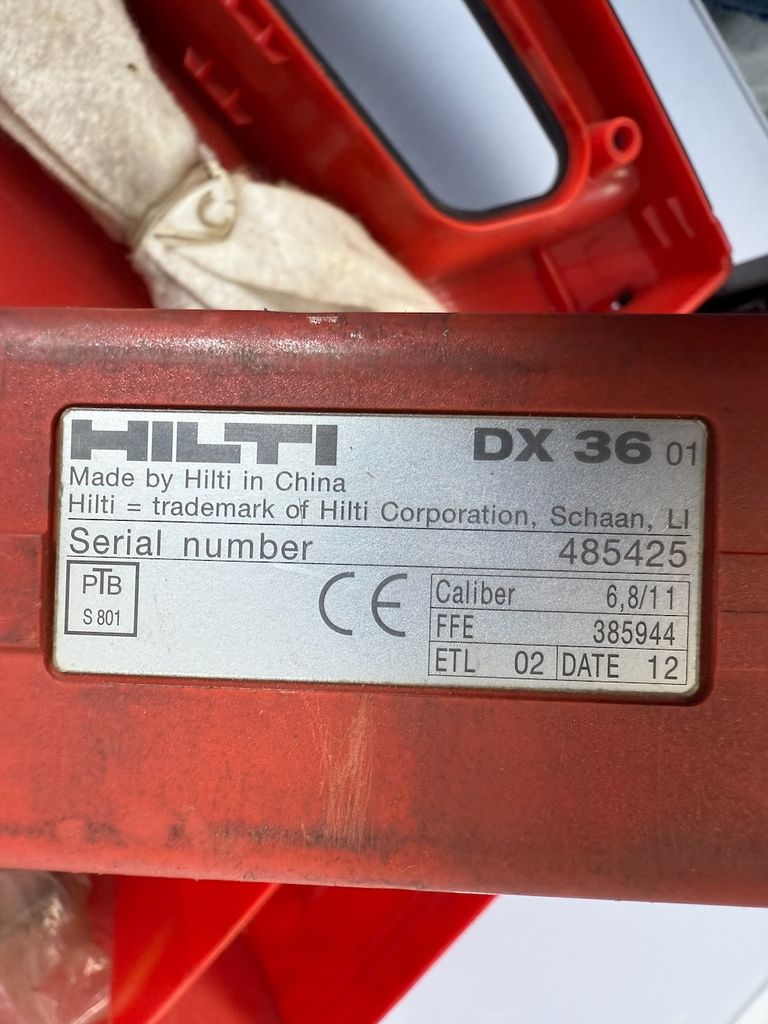 HILTI DX 36 01
Made by Hilti in China
Hilti = trademark of Hilti Corporation, Schaan, LI
Serial number 485425
PTB
S 801
CE
Caliber 6,8/11
FFE 385944
ETL 02 DATE 12